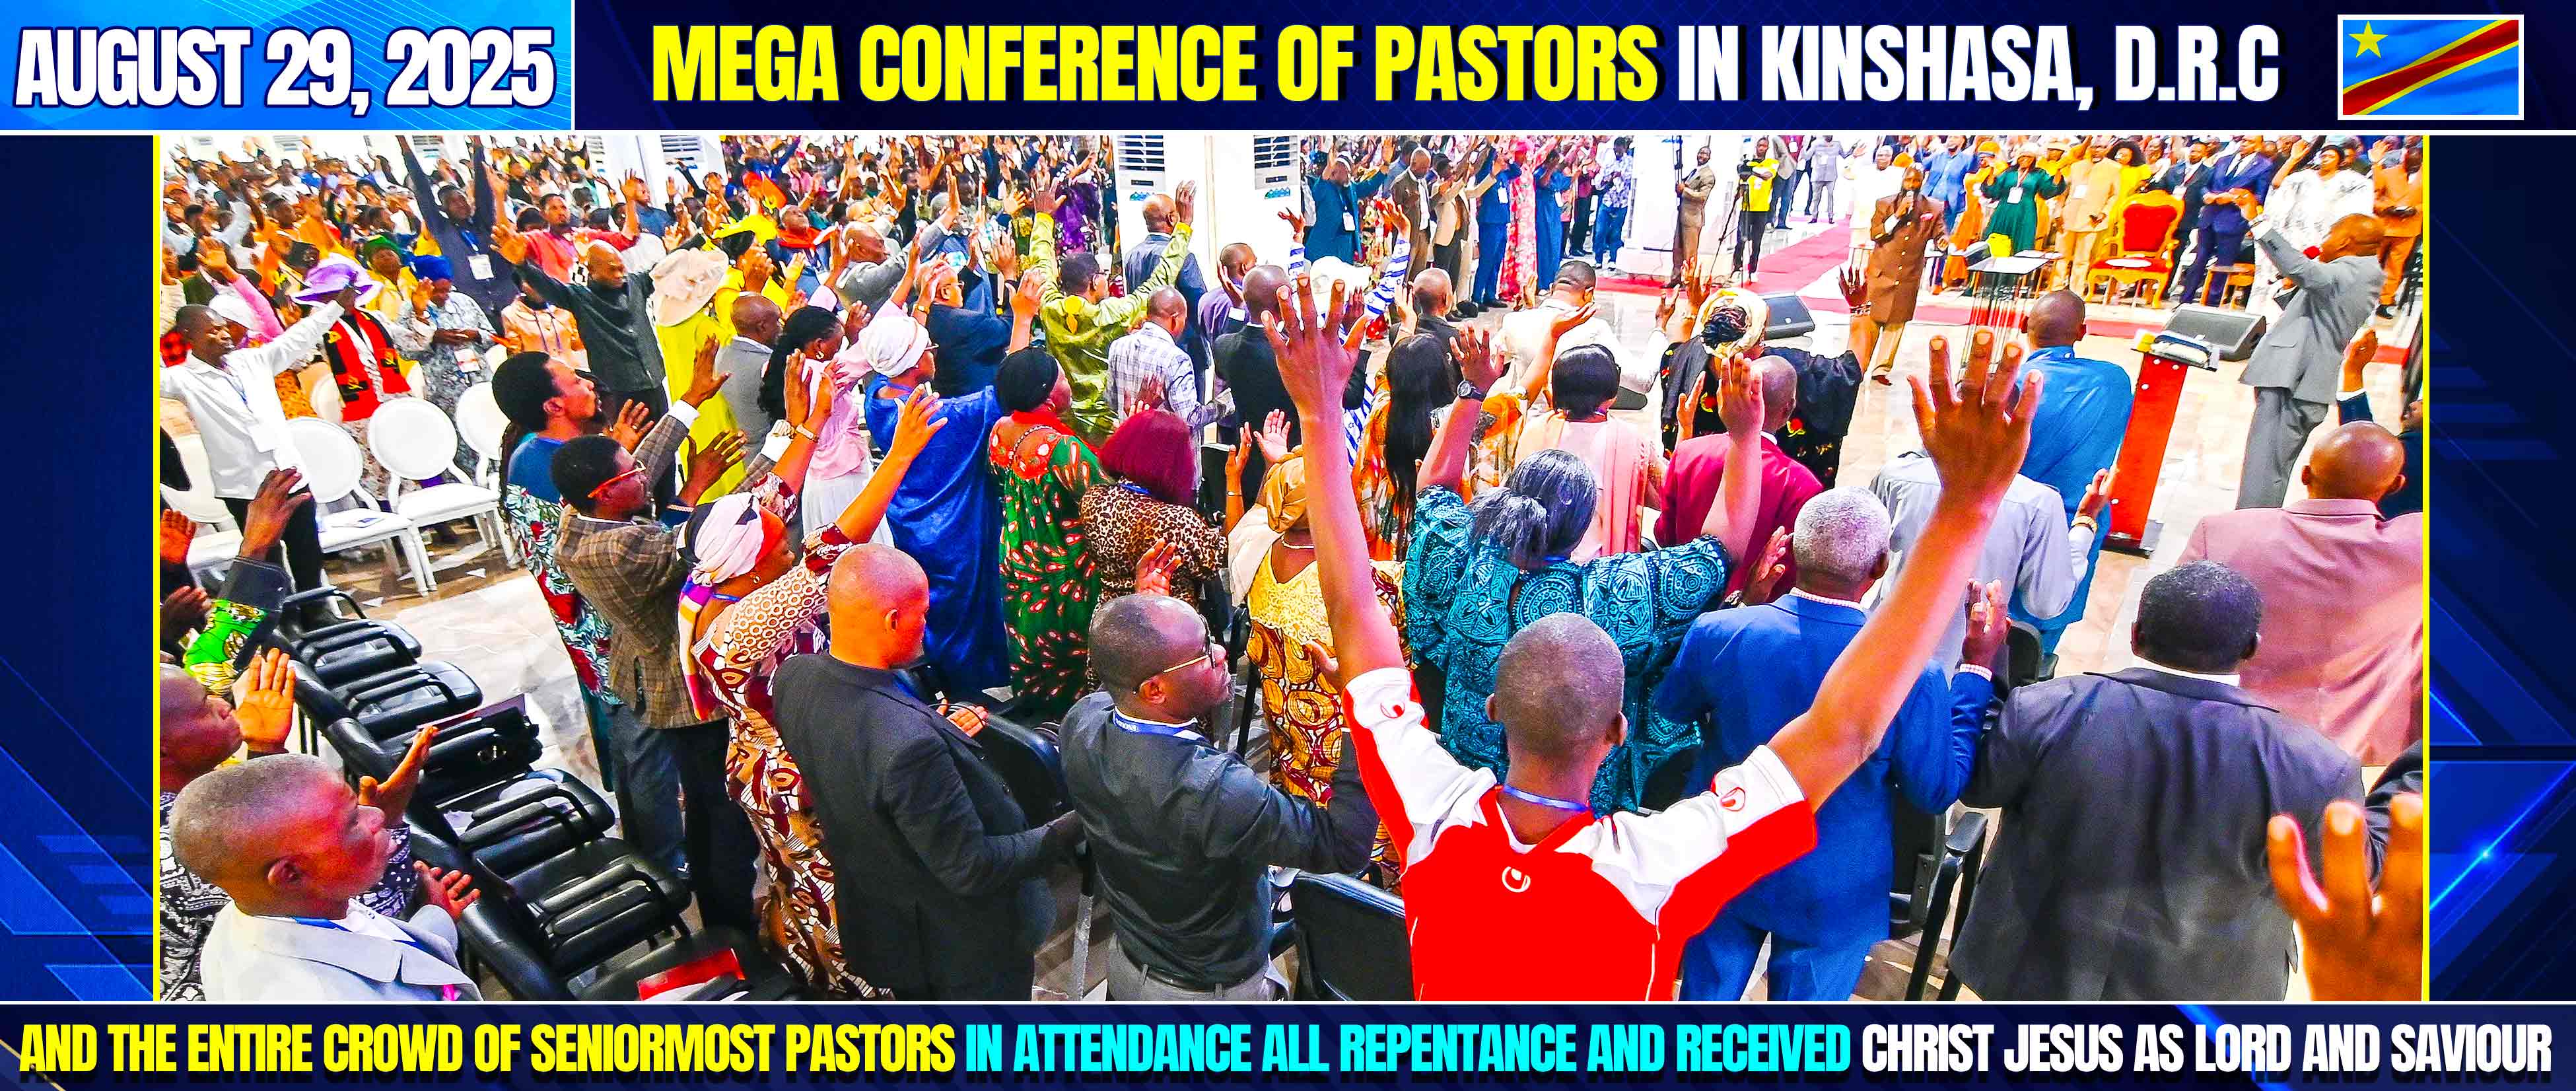 AUGUST 29, 2025
MEGA CONFERENCE OF PASTORS IN KINSHASA, D.R.C
AND THE ENTIRE CROWD OF SENIORMOST PASTORS IN ATTENDANCE ALL REPENTANCE AND RECEIVED CHRIST JESUS AS LORD AND SAVIOUR